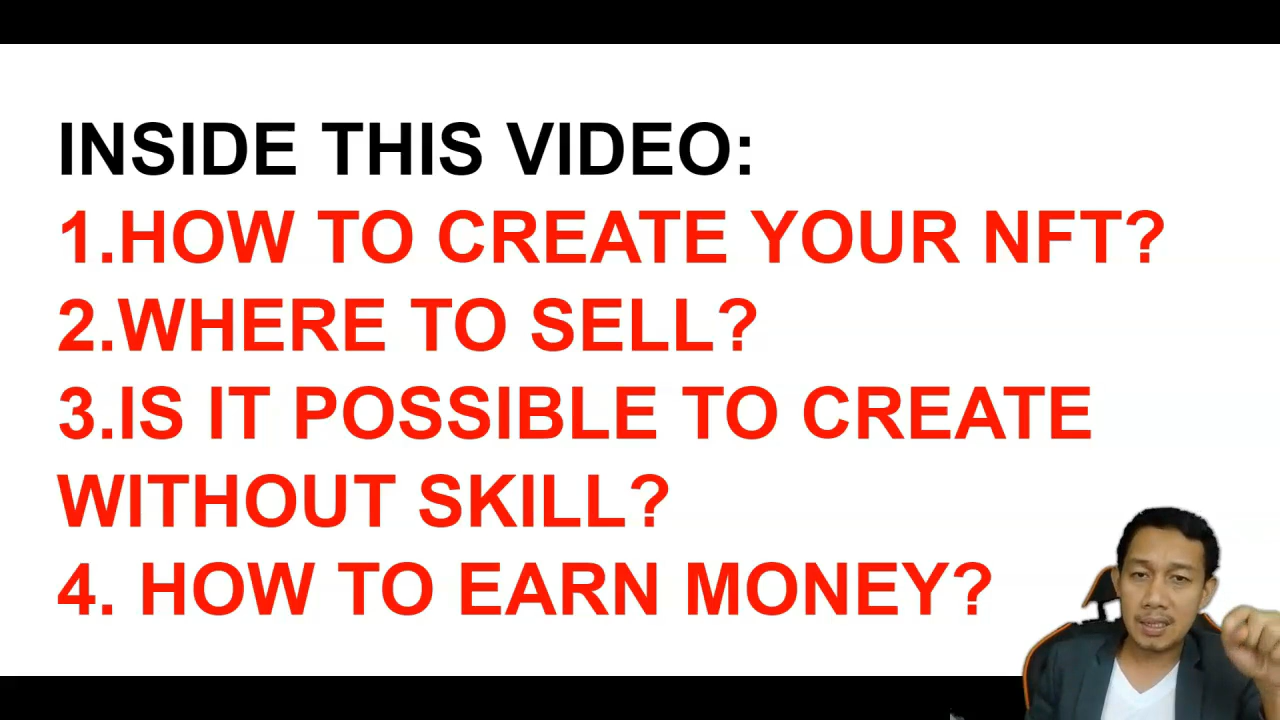 INSIDE THIS VIDEO:
1.HOW TO CREATE YOUR NFT?
2.WHERE TO SELL?
3.IS IT POSSIBLE TO CREATE
WITHOUT SKILL?
4. HOW TO EARN MONEY?